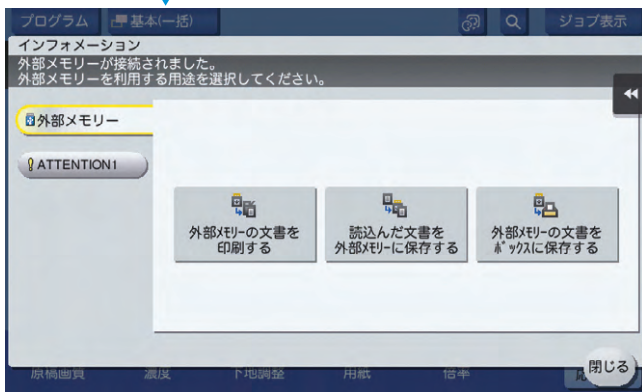 プログラム
基本(一括)
ジョブ表示
インフォメーション
外部メモリーが接続されました。
外部メモリーを利用する用途を選択してください。
外部メモリー
ATTENTION1
外部ﾒﾓﾘｰの文書を
印刷する
読込んだ文書を
外部ﾒﾓﾘｰに保存する
外部ﾒﾓﾘｰの文書を
ﾎﾞｯｸｽに保存する
原稿画質
濃度
下地調整
用紙
倍率
閉じる